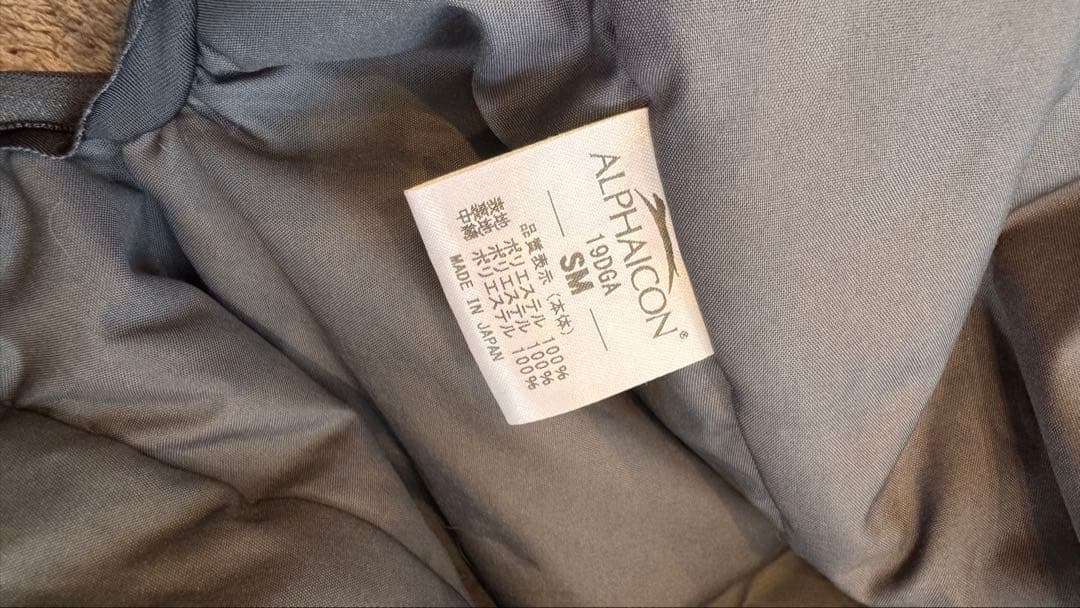 ALPHAICON®
19DGA
SM
品質表示(本体)
表地 ポリエステル 100%
裏地 ポリエステル 100%
中綿 ポリエステル 100%
MADE IN JAPAN